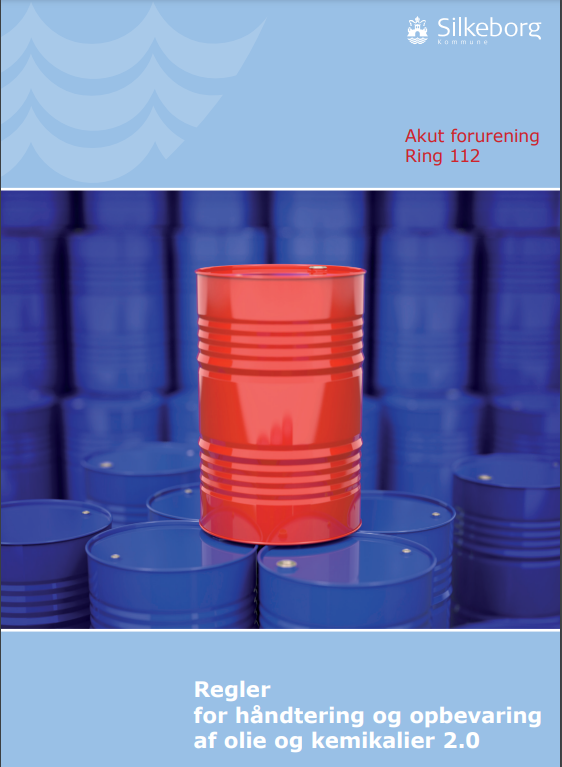 Silkeborg
Kommune
Akut forurening
Ring 112
Regler
for håndtering og opbevaring
af olie og kemikalier 2.0